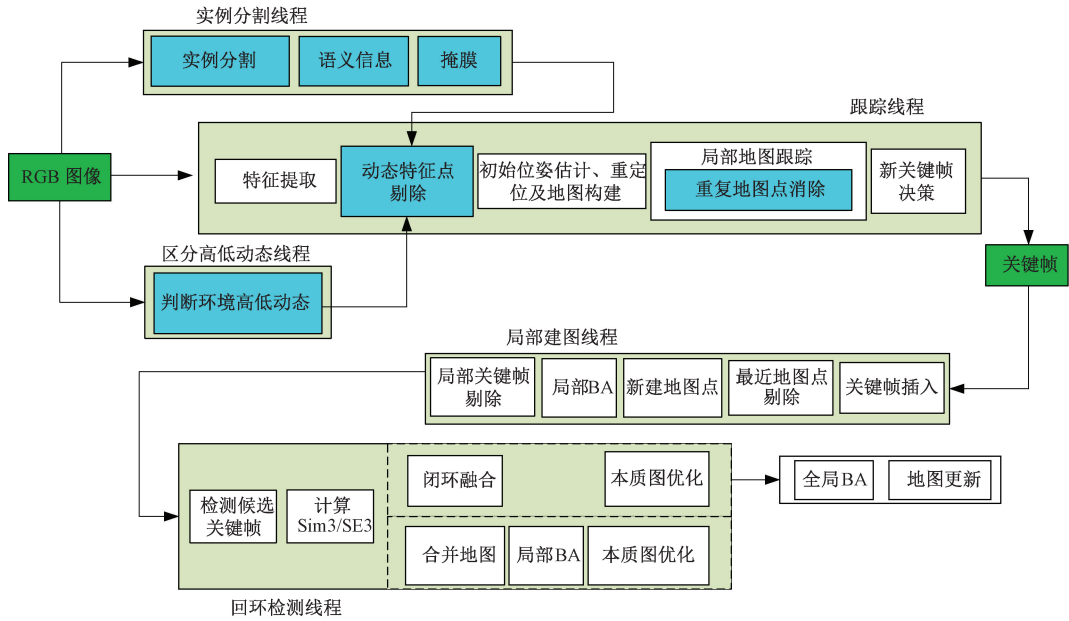 实例分割线程
实例分割
语义信息
掩膜
跟踪线程
RGB 图像
特征提取
动态特征点
剔除
初始位姿估计、重定
位及地图构建
局部地图跟踪
重复地图点消除
新关键帧
决策
区分高低动态线程
判断环境高低动态
关键帧
局部建图线程
局部关键帧
剔除
局部BA
新建地图点
最近地图点
剔除
关键帧插入
检测候选
关键帧
计算
Sim3/SE3
闭环融合
本质图优化
合并地图
局部BA
本质图优化
全局BA
地图更新
回环检测线程